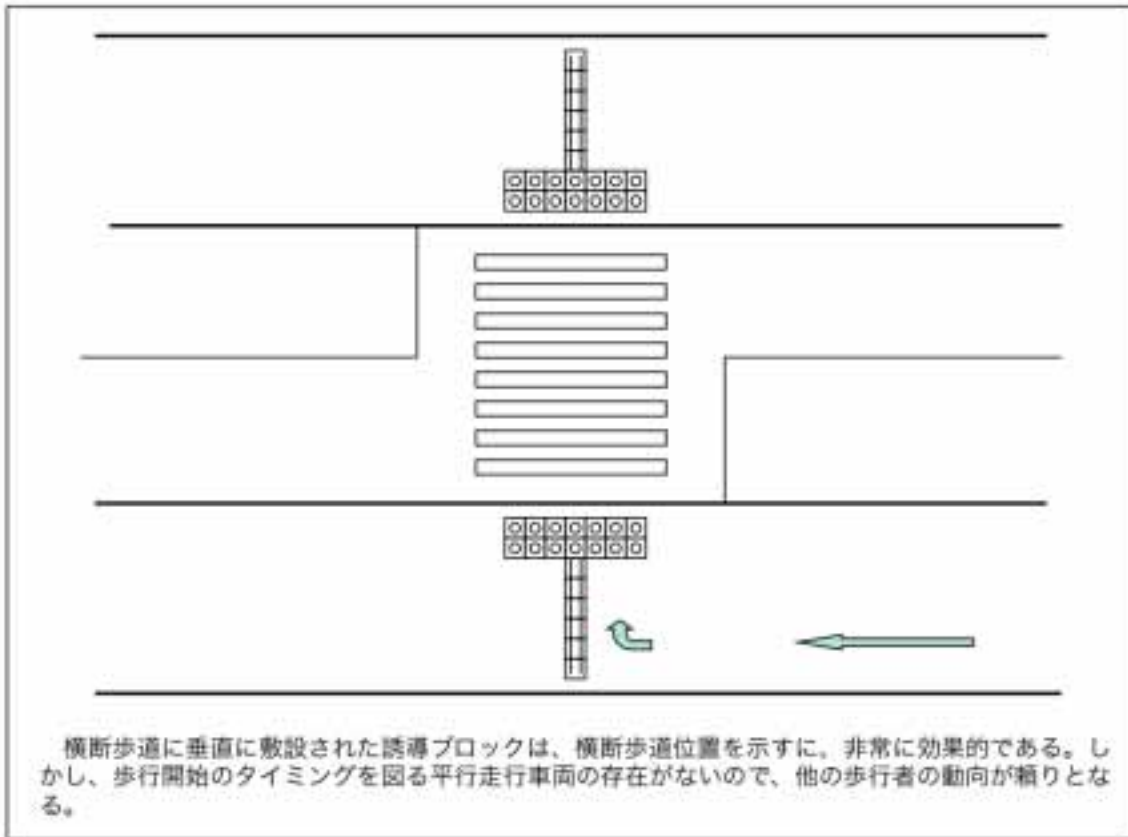 横断歩道に垂直に敷設された誘導ブロックは、横断歩道位置を示すに、非常に効果的である。し
かし、歩行開始のタイミングを図る平行走行車両の存在がないので、他の歩行者の動向が頼りとな
る。